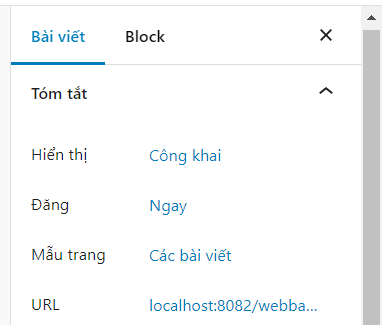 Bài viết Block
Tóm tắt
Hiển thị Công khai
Đăng Ngay
Mẫu trang Các bài viết
URL localhost:8082/webba...